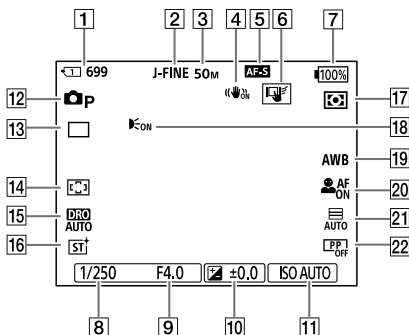 1 2 3 4 5 6 7
1 699 J-FINE 50M AF-S 100%
ON
12 P 17
13 ON 18
AWB 19
14 AF ON 20
15 DRO AUTO AUTO 21
16 ST PP OFF 22
1/250 F4.0 ±0.0 ISO AUTO
8 9 10 11